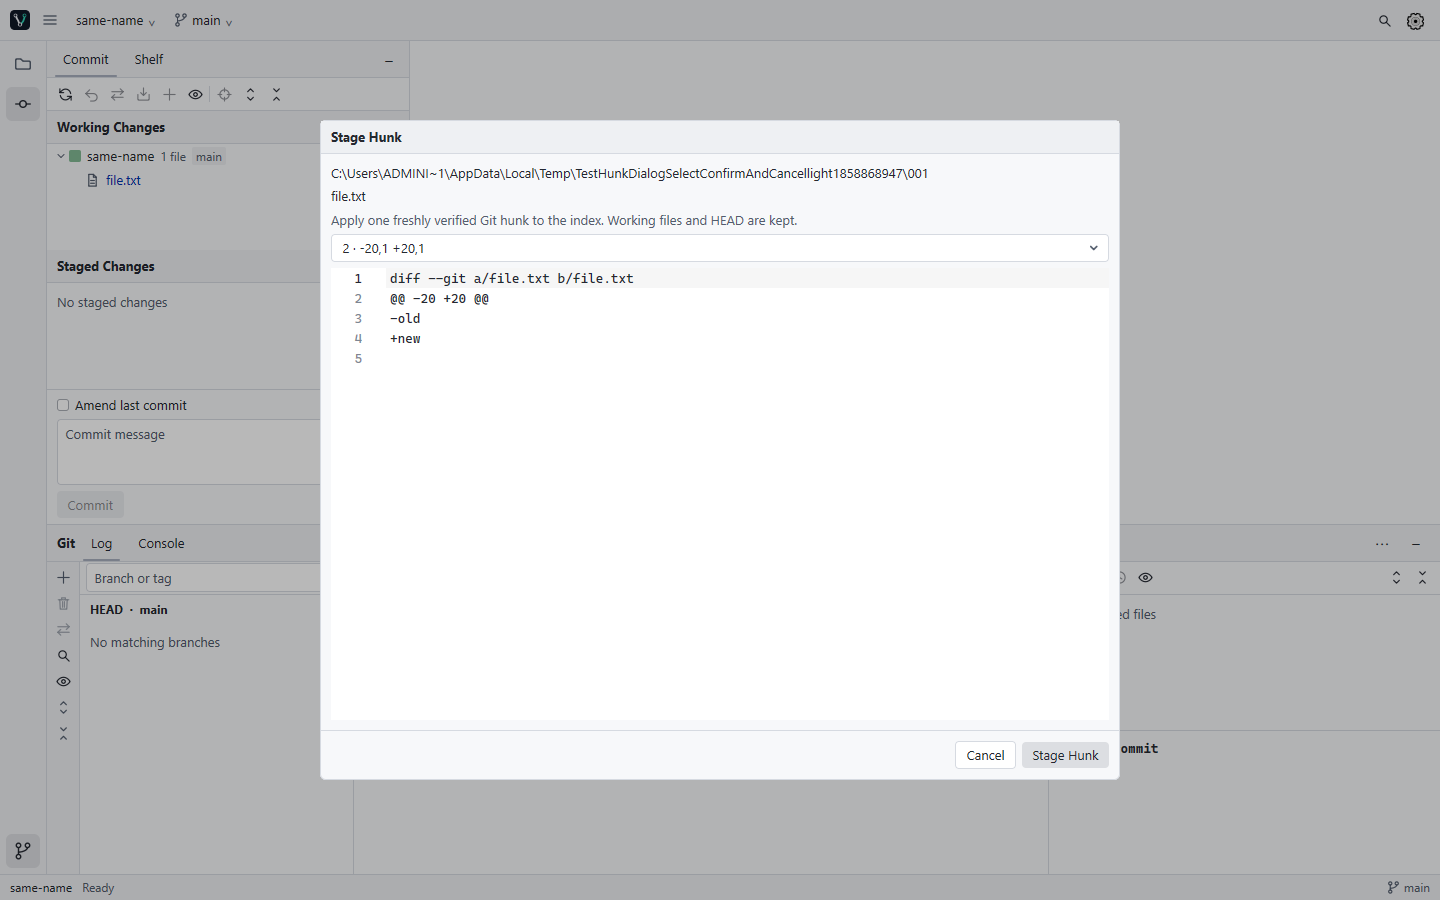 same-name
main
Commit
Shelf
Working Changes
same-name 1 file main
file.txt
Staged Changes
No staged changes
Amend last commit
Commit message
Commit
Stage Hunk
C:\Users\ADMINI~1\AppData\Local\Temp\TestHunkDialogSelectConfirmAndCancellight1858868947\001
file.txt
Apply one freshly verified Git hunk to the index. Working files and HEAD are kept.
2 · -20,1 +20,1
1 diff --git a/file.txt b/file.txt
2 @@ -20 +20 @@
3 -old
4 +new
5
Cancel
Stage Hunk
Git
Log
Console
Branch or tag
HEAD · main
No matching branches
files
same-name
Ready
main